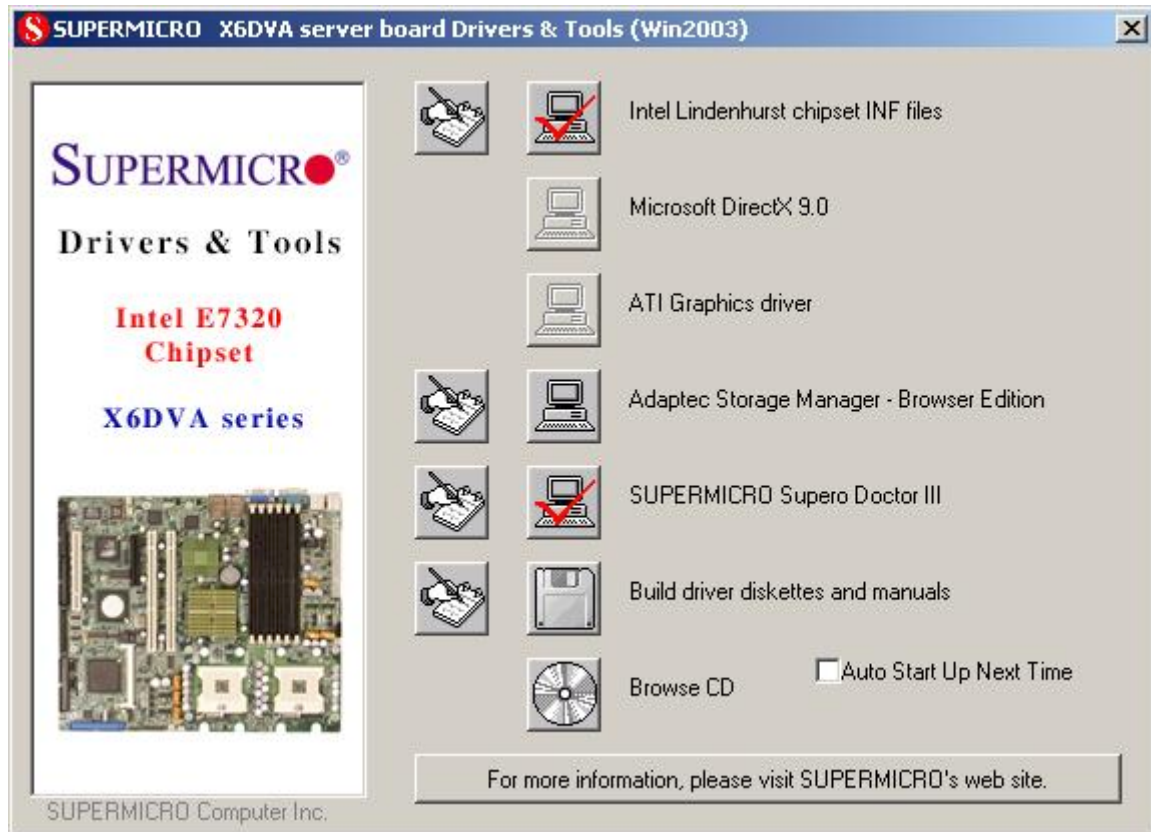 SUPERMICRO X6DVA server board Drivers & Tools (Win2003)
SUPERMICRO®
Drivers & Tools
Intel E7320
Chipset
X6DVA series
SUPERMICRO Computer Inc.
Intel Lindenhurst chipset INF files
Microsoft DirectX 9.0
ATI Graphics driver
Adaptec Storage Manager - Browser Edition
SUPERMICRO Supero Doctor III
Build driver diskettes and manuals
Browse CD
Auto Start Up Next Time
For more information, please visit SUPERMICRO's web site.